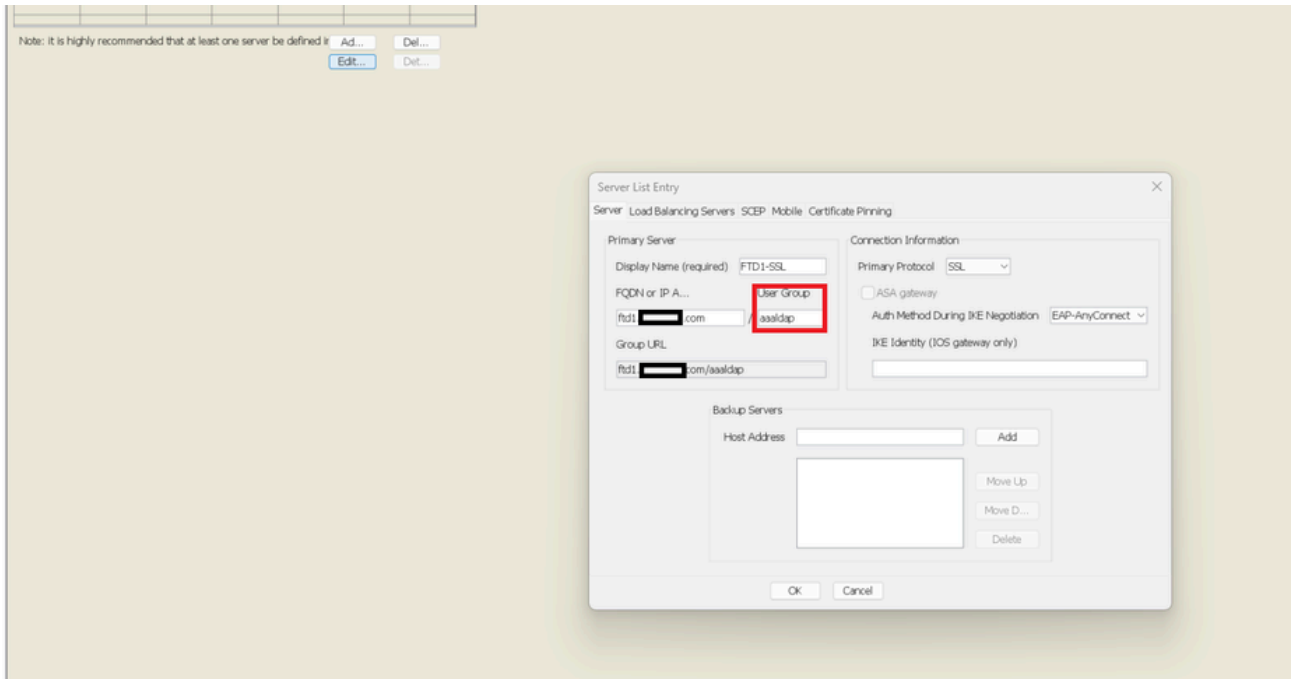 Note: It is highly recommended that at least one server be defined in
Ad...
Del...
Edit...
Det...
Server List Entry
Server Load Balancing Servers SCEP Mobile Certificate Pinning
Primary Server
Display Name (required) FTD1-SSL
FQDN or IP A... User Group
ftd1 .com / aaaldap
Group URL
ftd1. com/aaaldap
Connection Information
Primary Protocol SSL
ASA gateway
Auth Method During IKE Negotiation EAP-AnyConnect
IKE Identity (IOS gateway only)
Backup Servers
Host Address Add
Move Up
Move D...
Delete
OK Cancel